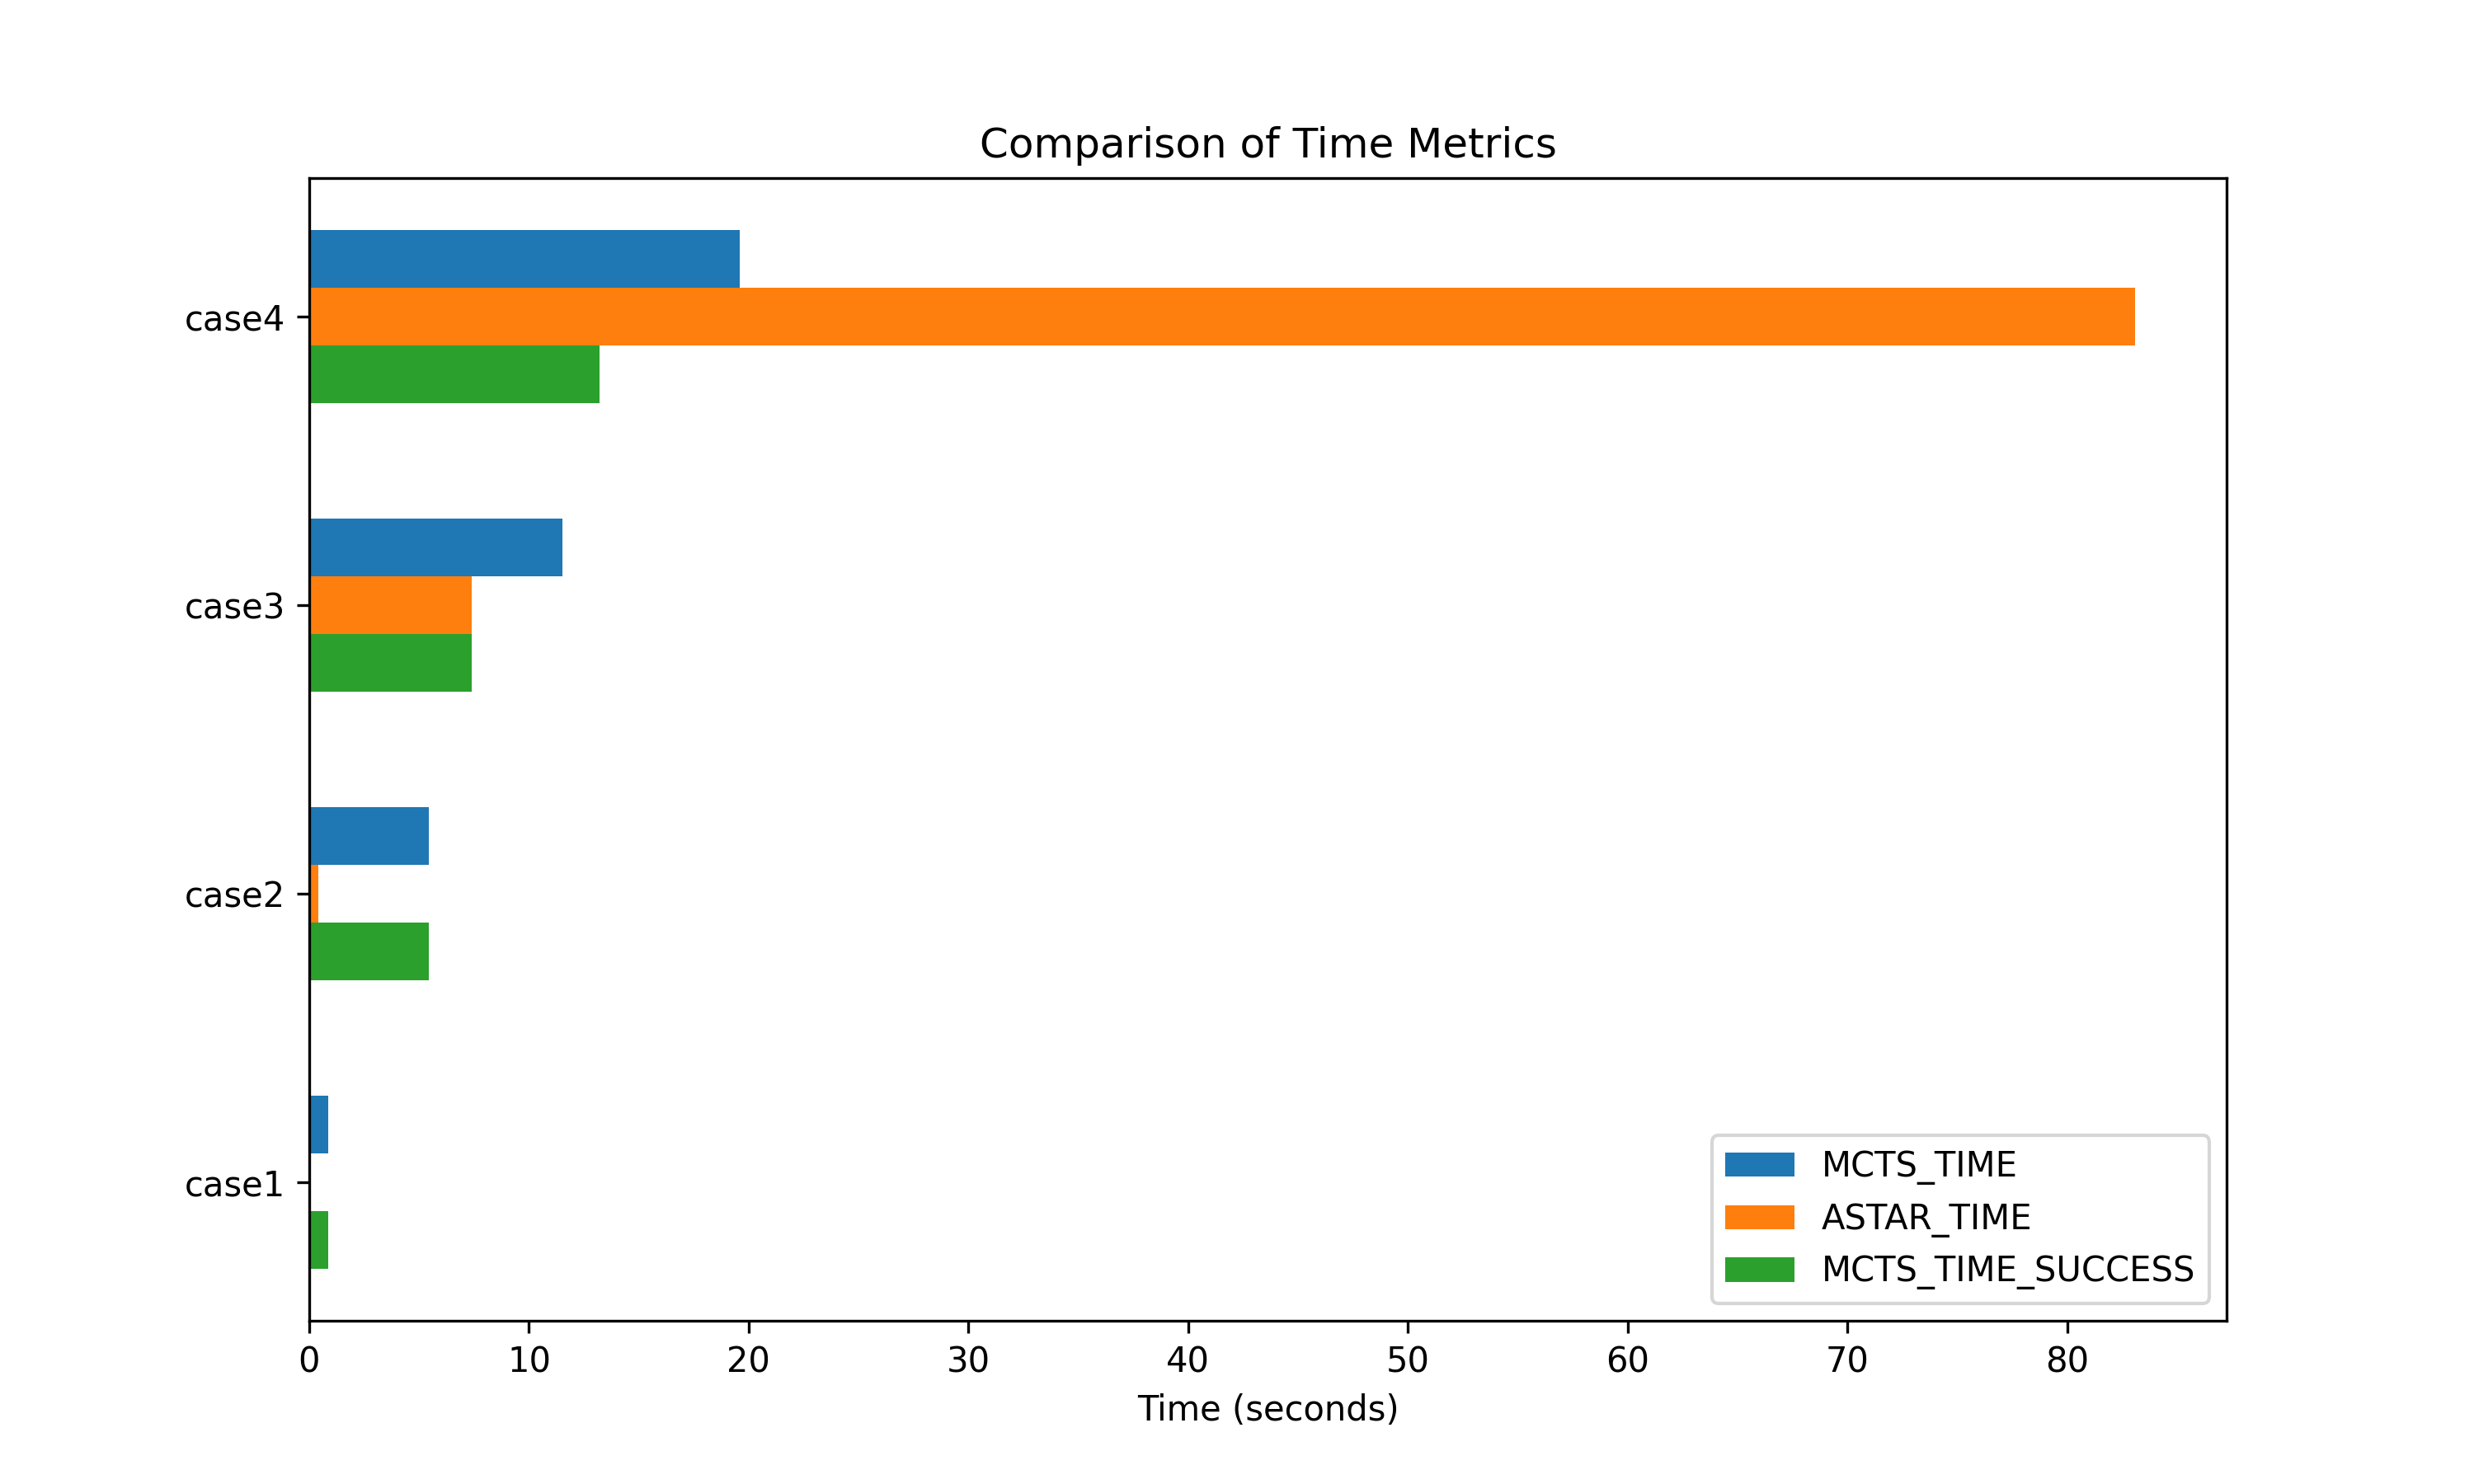 Comparison of Time Metrics
case4
case3
case2
case1
MCTS_TIME
ASTAR_TIME
MCTS_TIME_SUCCESS
0 10 20 30 40 50 60 70 80
Time (seconds)